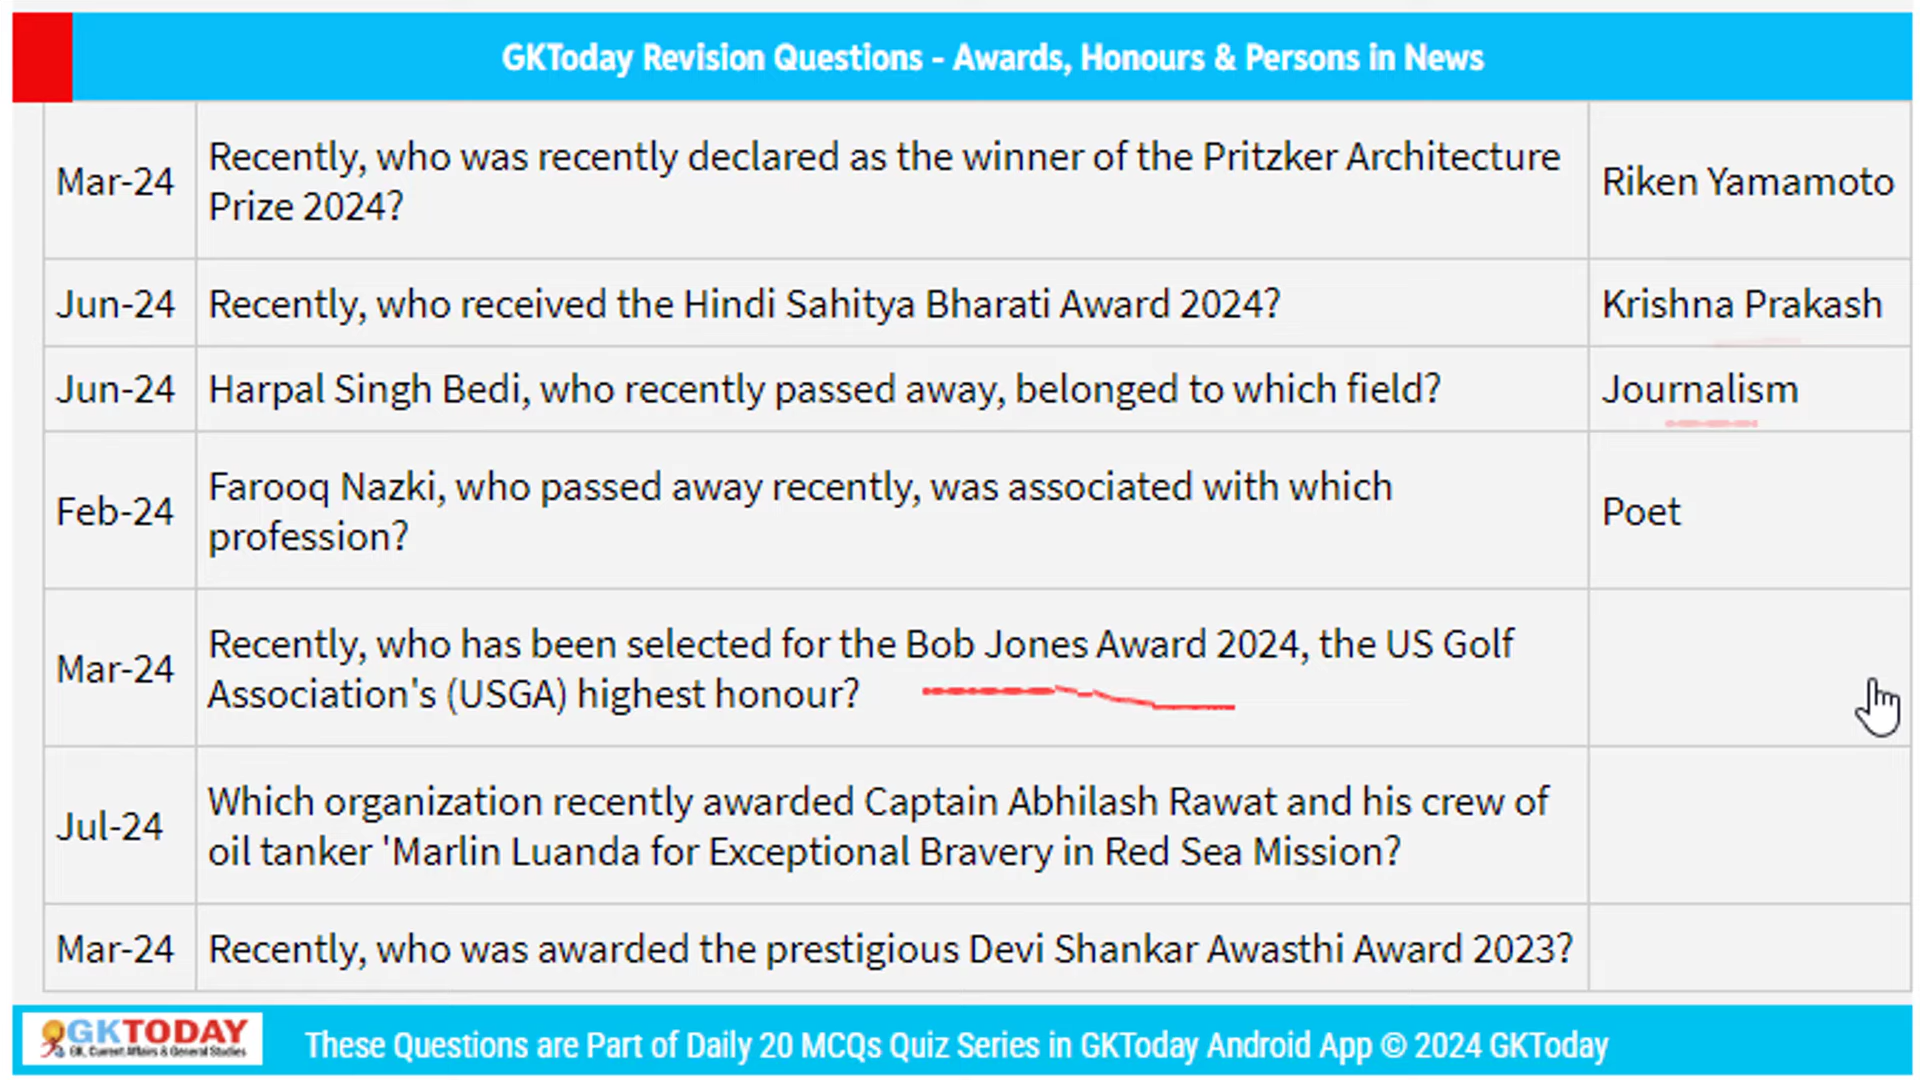 GKToday Revision Questions - Awards, Honours & Persons in News
Mar-24
Recently, who was recently declared as the winner of the Pritzker Architecture
Prize 2024?
Riken Yamamoto
Jun-24
Recently, who received the Hindi Sahitya Bharati Award 2024?
Krishna Prakash
Jun-24
Harpal Singh Bedi, who recently passed away, belonged to which field?
Journalism
Feb-24
Farooq Nazki, who passed away recently, was associated with which
profession?
Poet
Mar-24
Recently, who has been selected for the Bob Jones Award 2024, the US Golf
Association's (USGA) highest honour?
Jul-24
Which organization recently awarded Captain Abhilash Rawat and his crew of
oil tanker 'Marlin Luanda for Exceptional Bravery in Red Sea Mission?
Mar-24
Recently, who was awarded the prestigious Devi Shankar Awasthi Award 2023?
GKTODAY
GK, Current Affairs & General Studies
These Questions are Part of Daily 20 MCQs Quiz Series in GKToday Android App © 2024 GKToday